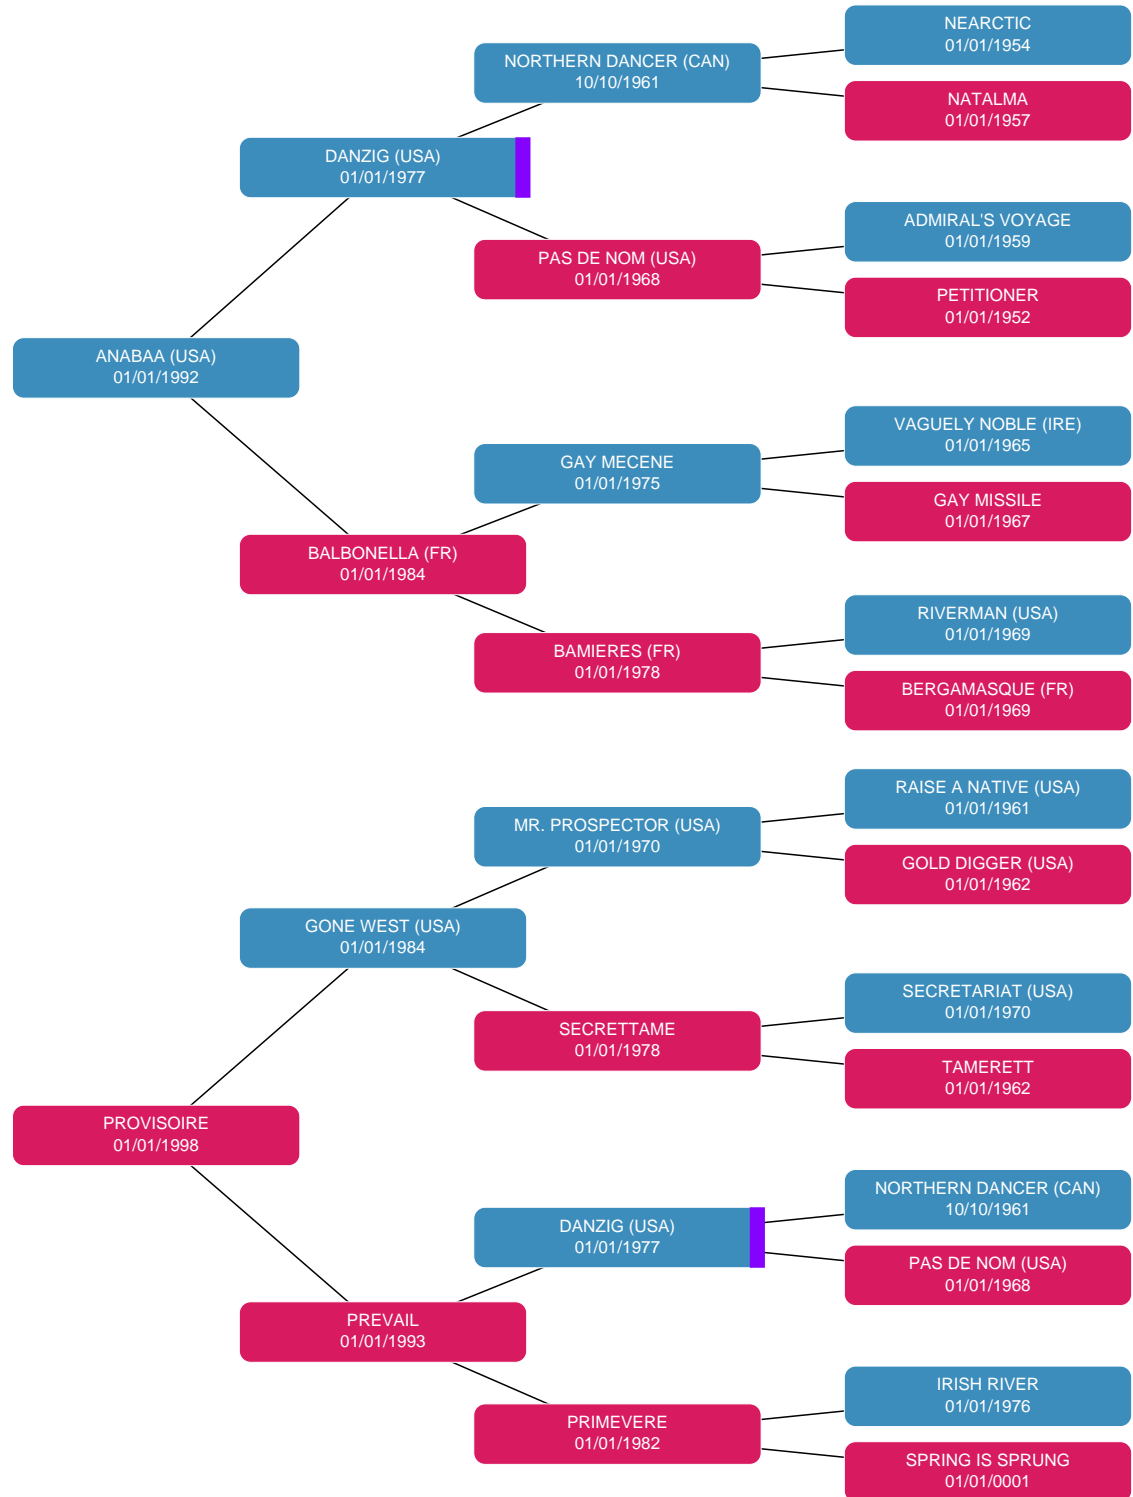 NEARCTIC
01/01/1954
NORTHERN DANCER (CAN)
10/10/1961
NATALMA
01/01/1957
DANZIG (USA)
01/01/1977
ADMIRAL'S VOYAGE
01/01/1959
PAS DE NOM (USA)
01/01/1968
PETITIONER
01/01/1952
ANABAA (USA)
01/01/1992
VAGUELY NOBLE (IRE)
01/01/1965
GAY MECENE
01/01/1975
GAY MISSILE
01/01/1967
BALBONELLA (FR)
01/01/1984
RIVERMAN (USA)
01/01/1969
BAMIERES (FR)
01/01/1978
BERGAMASQUE (FR)
01/01/1969
RAISE A NATIVE (USA)
01/01/1961
MR. PROSPECTOR (USA)
01/01/1970
GOLD DIGGER (USA)
01/01/1962
GONE WEST (USA)
01/01/1984
SECRETARIAT (USA)
01/01/1970
SECRETTAME
01/01/1978
TAMERETT
01/01/1962
PROVISOIRE
01/01/1998
NORTHERN DANCER (CAN)
10/10/1961
DANZIG (USA)
01/01/1977
PAS DE NOM (USA)
01/01/1968
PREVAIL
01/01/1993
IRISH RIVER
01/01/1976
PRIMEVERE
01/01/1982
SPRING IS SPRUNG
01/01/0001